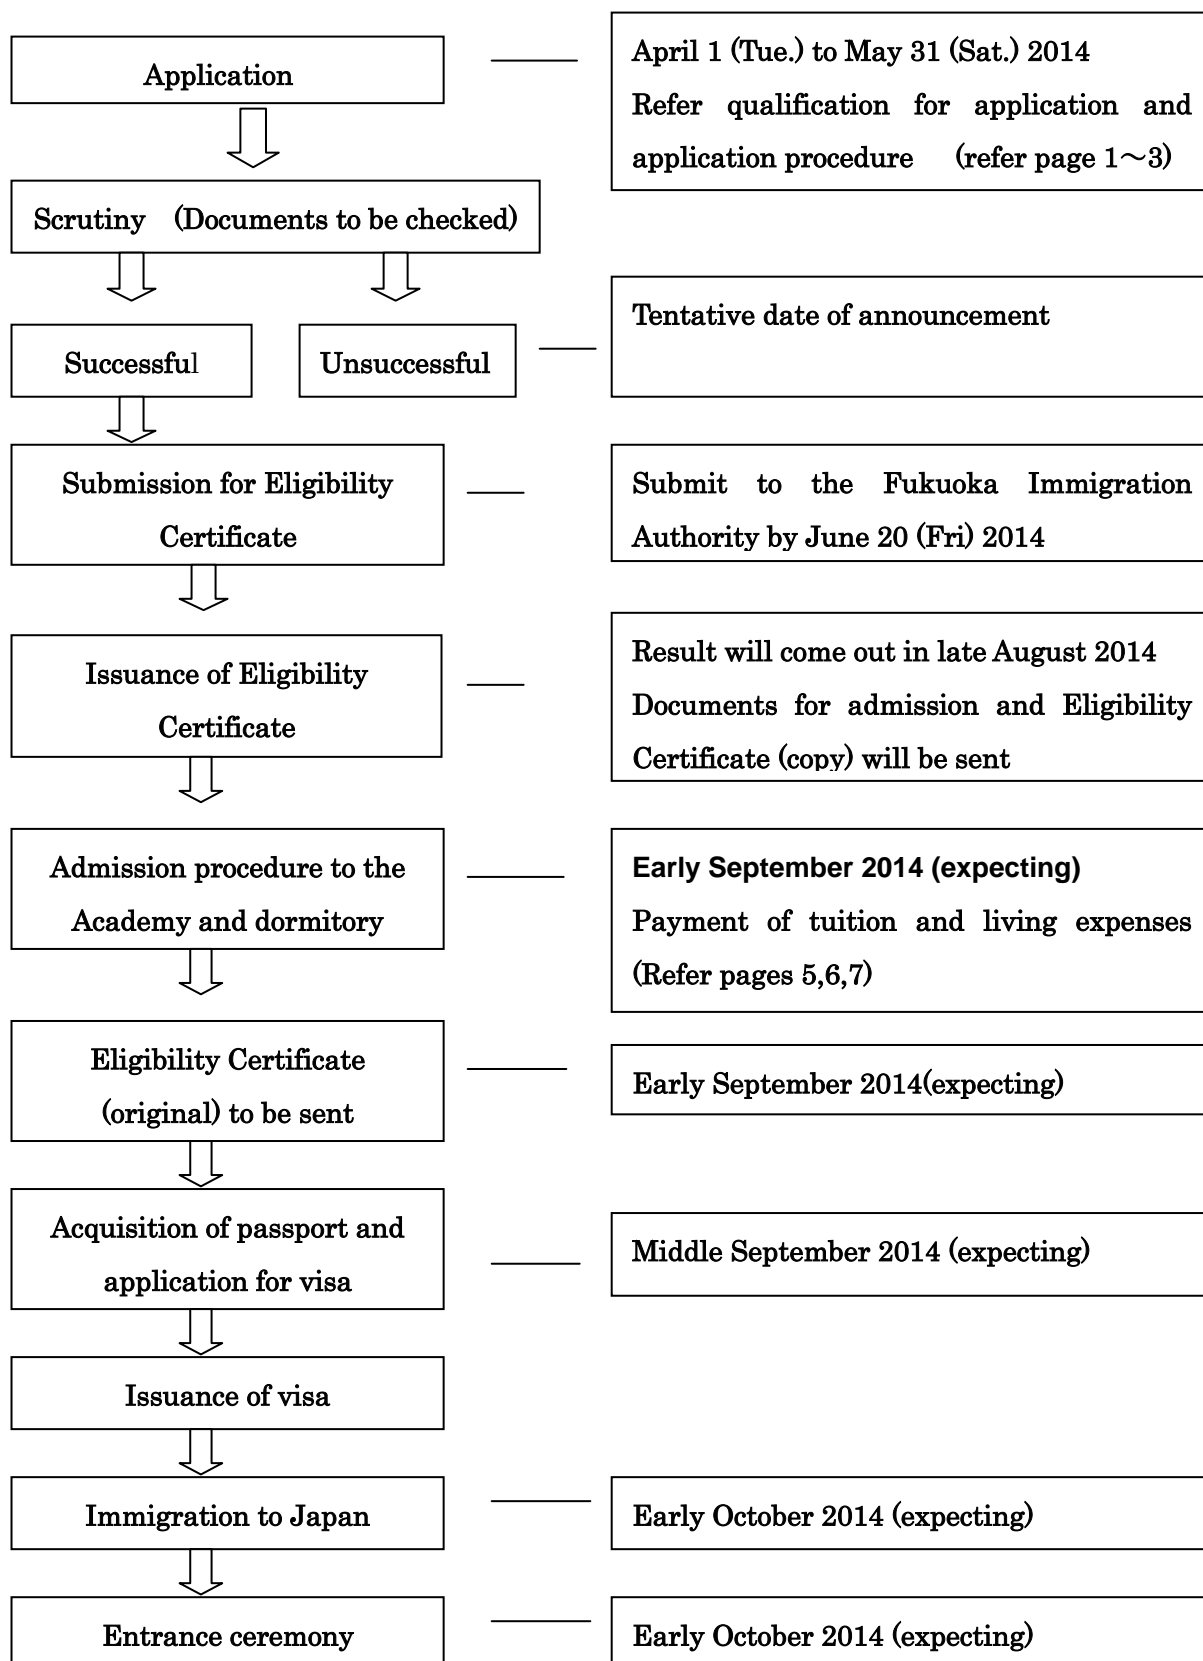 Application
April 1 (Tue.) to May 31 (Sat.) 2014
Refer qualification for application and
application procedure (refer page 1～3)
Scrutiny (Documents to be checked)
Successful
Unsuccessful
Tentative date of announcement
Submission for Eligibility
Certificate
Submit to the Fukuoka Immigration
Authority by June 20 (Fri) 2014
Issuance of Eligibility
Certificate
Result will come out in late August 2014
Documents for admission and Eligibility
Certificate (copy) will be sent
Admission procedure to the
Academy and dormitory
Early September 2014 (expecting)
Payment of tuition and living expenses
(Refer pages 5,6,7)
Eligibility Certificate
(original) to be sent
Early September 2014(expecting)
Acquisition of passport and
application for visa
Middle September 2014 (expecting)
Issuance of visa
Immigration to Japan
Early October 2014 (expecting)
Entrance ceremony
Early October 2014 (expecting)